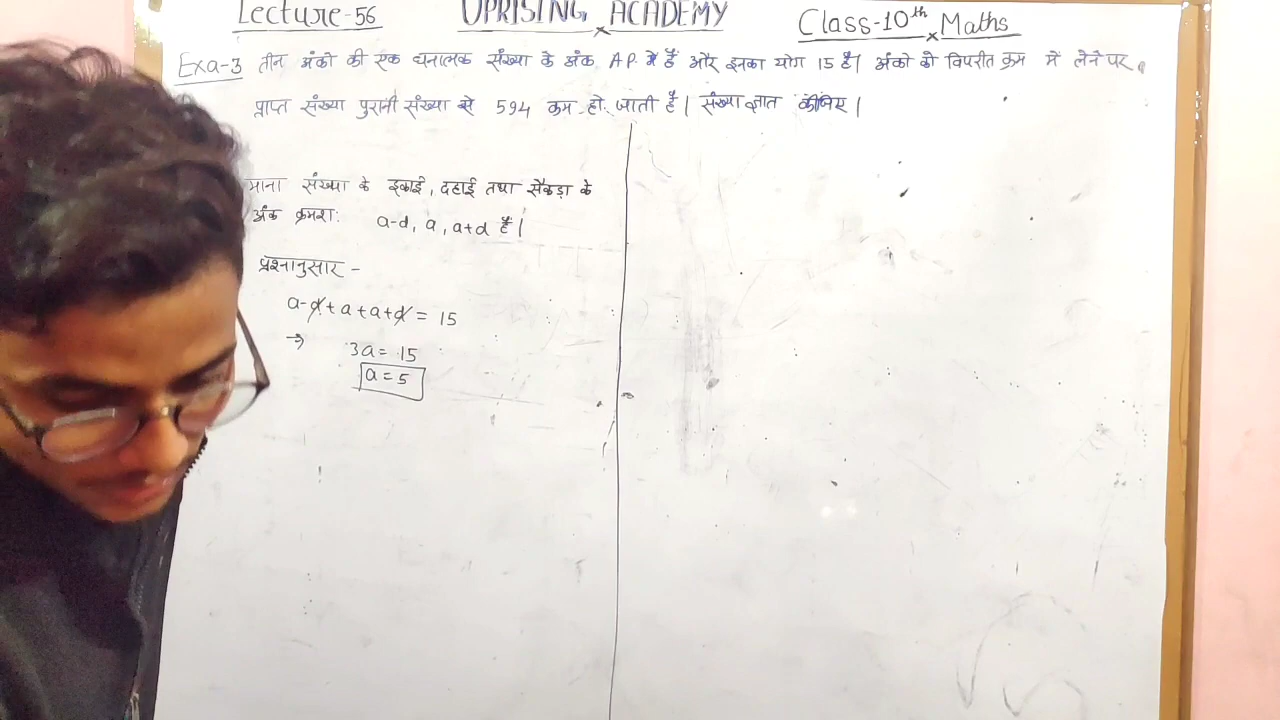 Lecture-56
UPRISING ACADEMY
Class-10th Maths
Exa-3 तीन अंको की एक धनात्मक संख्या के अंक A.P. में हैं और इनका योग 15 है। अंको को विपरीत क्रम में लेने पर
प्राप्त संख्या पुरानी संख्या से 594 कम हो जाती है। संख्या ज्ञात कीजिए।
माना संख्या के इकाई, दहाई तथा सैकड़ा के
अंक क्रमशः a-d, a, a+d हैं।
प्रश्नानुसार -
a-d+a+a+d = 15
→ 3a = 15
a = 5